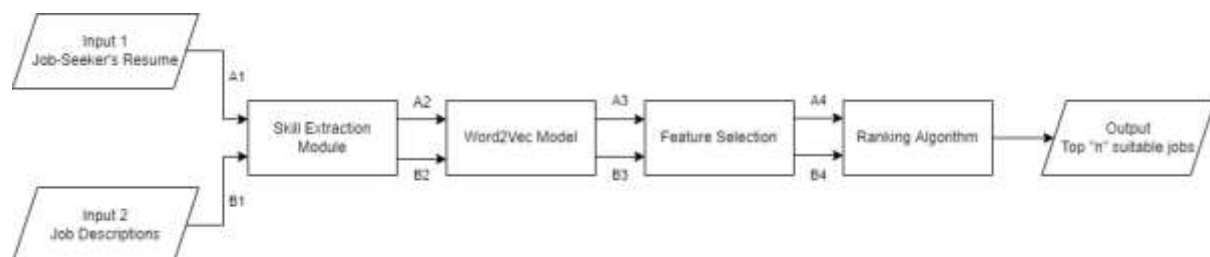 Input 1
Job-Seeker's Resume
A1
Skill Extraction
Module
A2
Word2Vec Model
A3
Feature Selection
A4
Ranking Algorithm
Output
Top "n" suitable jobs
B1
B2
B3
B4
Input 2
Job Descriptions